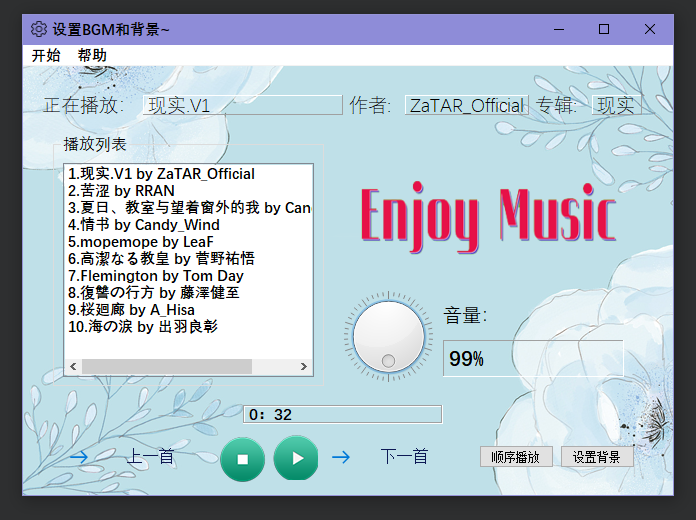 设置BGM和背景~
开始 帮助
正在播放: 现实.V1 作者: ZaTAR_Official 专辑: 现实
播放列表
1.现实.V1 by ZaTAR_Official
2.苦涩 by RRAN
3.夏日、教室与望着窗外的我 by Can
4.情书 by Candy_Wind
5.mopemope by LeaF
6.高潔なる教皇 by 菅野祐悟
7.Flemington by Tom Day
8.復讐の行方 by 藤澤健至
9.桜廻廊 by A_Hisa
10.海の涙 by 出羽良彰
Enjoy Music
音量:
99%
0: 32
上一首 下一首 顺序播放 设置背景